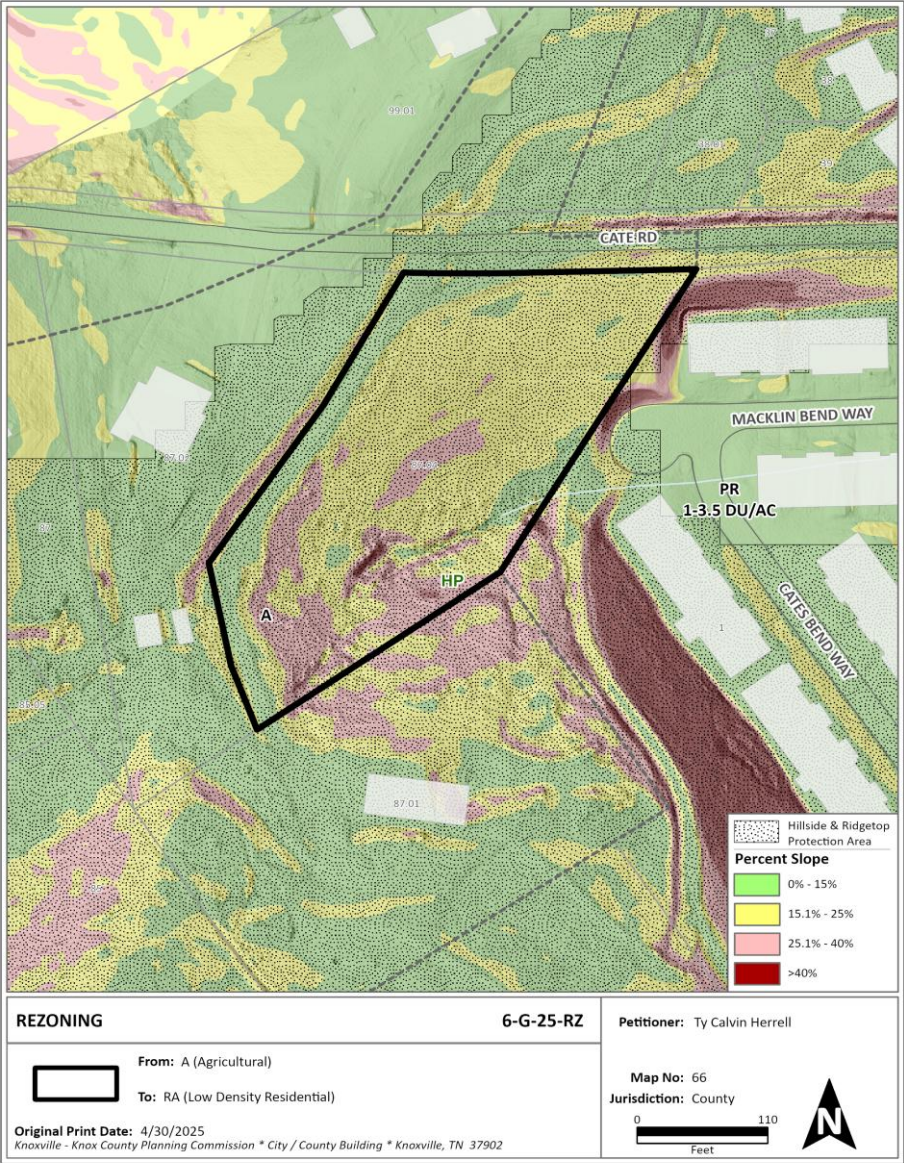 99.01
48
49
CATE RD
MACKLIN BEND WAY
PR
1-3.5 DU/AC
HP
A
CATES BEND WAY
1
87.01
Hillside & Ridgetop
Protection Area
Percent Slope
0% - 15%
15.1% - 25%
25.1% - 40%
>40%
REZONING
6-G-25-RZ
From: A (Agricultural)
To: RA (Low Density Residential)
Original Print Date: 4/30/2025
Knoxville - Knox County Planning Commission * City / County Building * Knoxville, TN 37902
Petitioner: Ty Calvin Herrell
Map No: 66
Jurisdiction: County
0 110
Feet
N